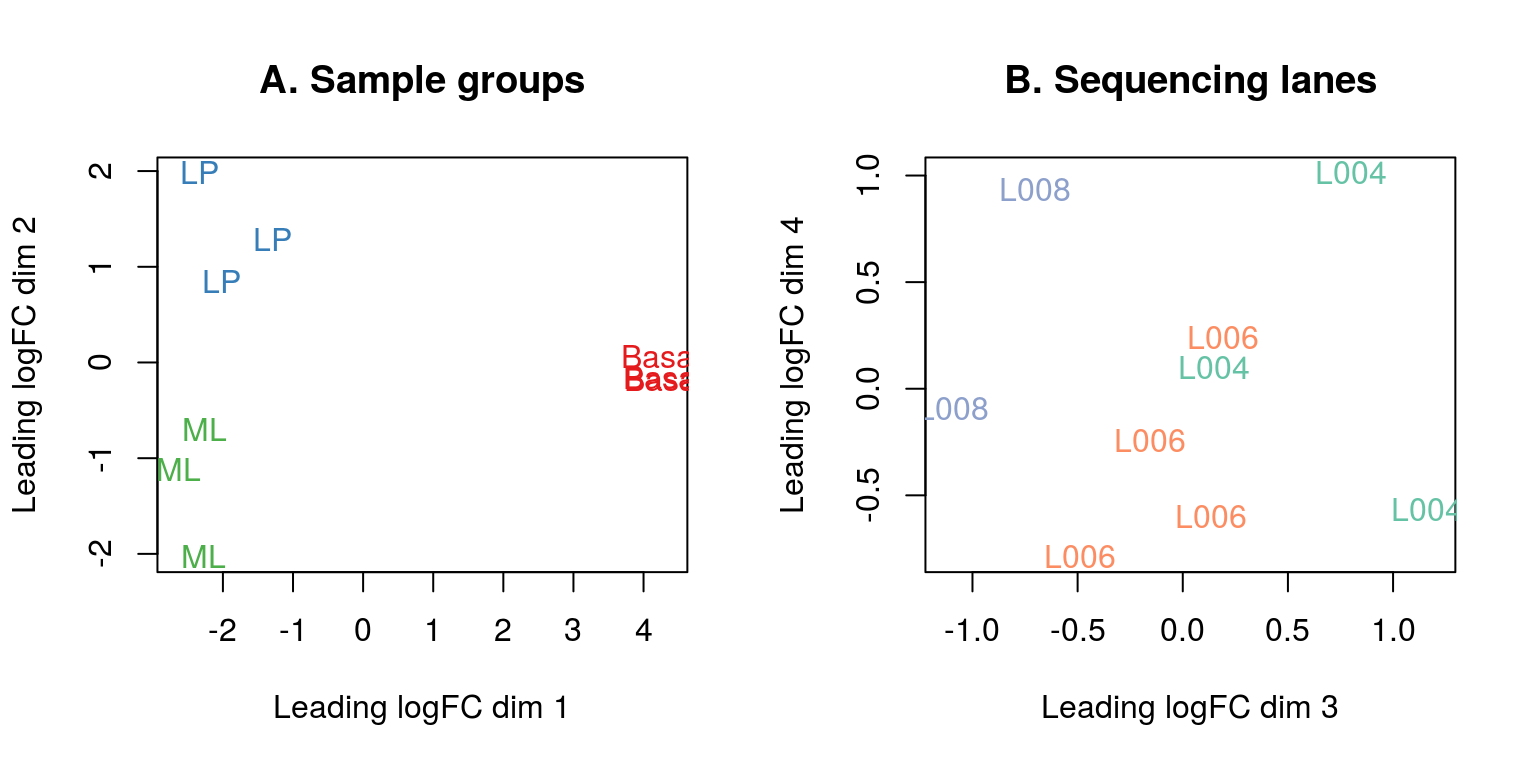 A. Sample groups
Leading logFC dim 2
2
1
0
-1
-2
LP
LP
LP
Basa
Basa
Basa
ML
ML
ML
-2 -1 0 1 2 3 4
Leading logFC dim 1
B. Sequencing lanes
Leading logFC dim 4
1.0
0.5
0.0
-0.5
L004
L008
L006
L004
L008
L006
L004
L006
L006
-1.0 -0.5 0.0 0.5 1.0
Leading logFC dim 3